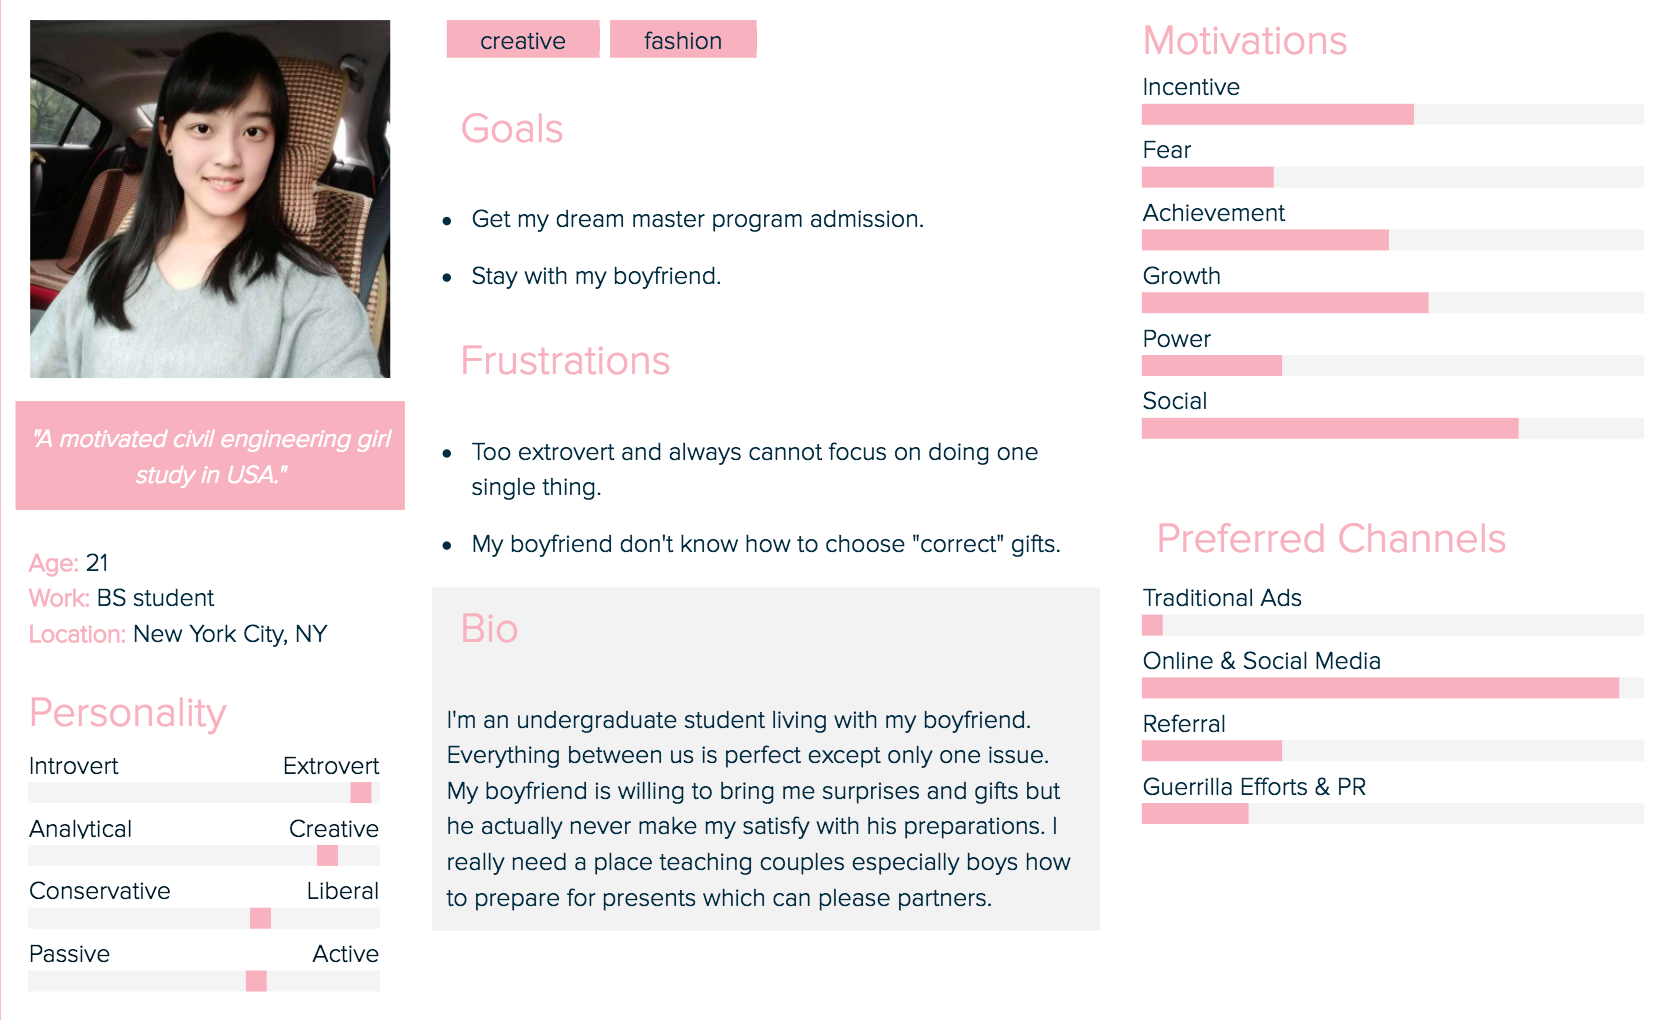 "A motivated civil engineering girl
study in USA."
Age: 21
Work: BS student
Location: New York City, NY
Personality
Introvert Extrovert
Analytical Creative
Conservative Liberal
Passive Active
creative fashion
Goals
• Get my dream master program admission.
• Stay with my boyfriend.
Frustrations
• Too extrovert and always cannot focus on doing one
single thing.
• My boyfriend don't know how to choose "correct" gifts.
Bio
I'm an undergraduate student living with my boyfriend.
Everything between us is perfect except only one issue.
My boyfriend is willing to bring me surprises and gifts but
he actually never make my satisfy with his preparations. I
really need a place teaching couples especially boys how
to prepare for presents which can please partners.
Motivations
Incentive
Fear
Achievement
Growth
Power
Social
Preferred Channels
Traditional Ads
Online & Social Media
Referral
Guerrilla Efforts & PR